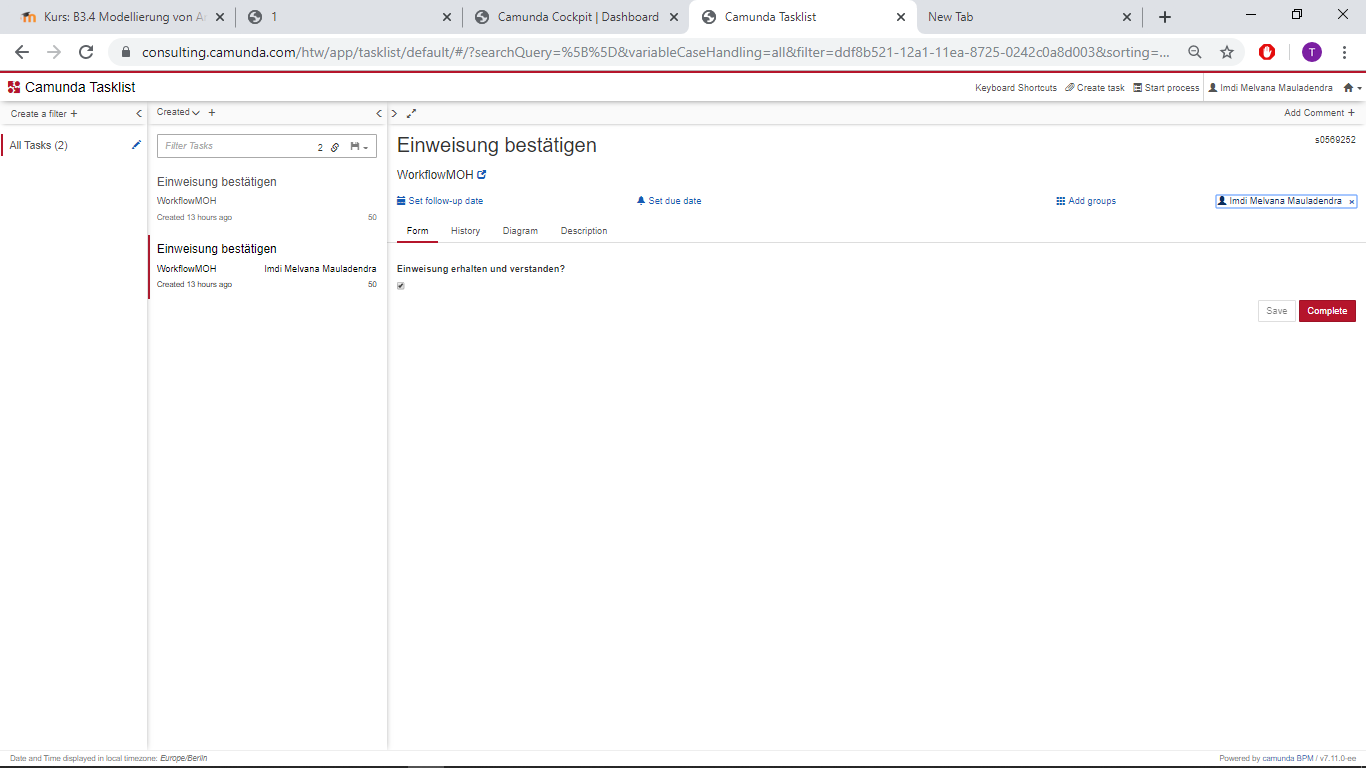 Kurs: B3.4 Modellierung von A
1
Camunda Cockpit | Dashboard
Camunda Tasklist
New Tab
consulting.camunda.com/htw/app/tasklist/default/#/?searchQuery=%5B%5D&variableCaseHandling=all&filter=ddf8b521-12a1-11ea-8725-0242c0a8d003&sorting=...
T
Camunda Tasklist
Keyboard Shortcuts Create task Start process Imdi Melvana Mauladendra
Create a filter +
Created +
Add Comment +
All Tasks (2)
Filter Tasks 2
Einweisung bestätigen
WorkflowMOH
Created 13 hours ago 50
Einweisung bestätigen
WorkflowMOH Imdi Melvana Mauladendra
Created 13 hours ago 50
Einweisung bestätigen
s0569252
WorkflowMOH
Set follow-up date Set due date Add groups Imdi Melvana Mauladendra ×
Form History Diagram Description
Einweisung erhalten und verstanden?
Save Complete
Date and Time displayed in local timezone: Europe/Berlin
Powered by camunda BPM / v7.11.0-ee